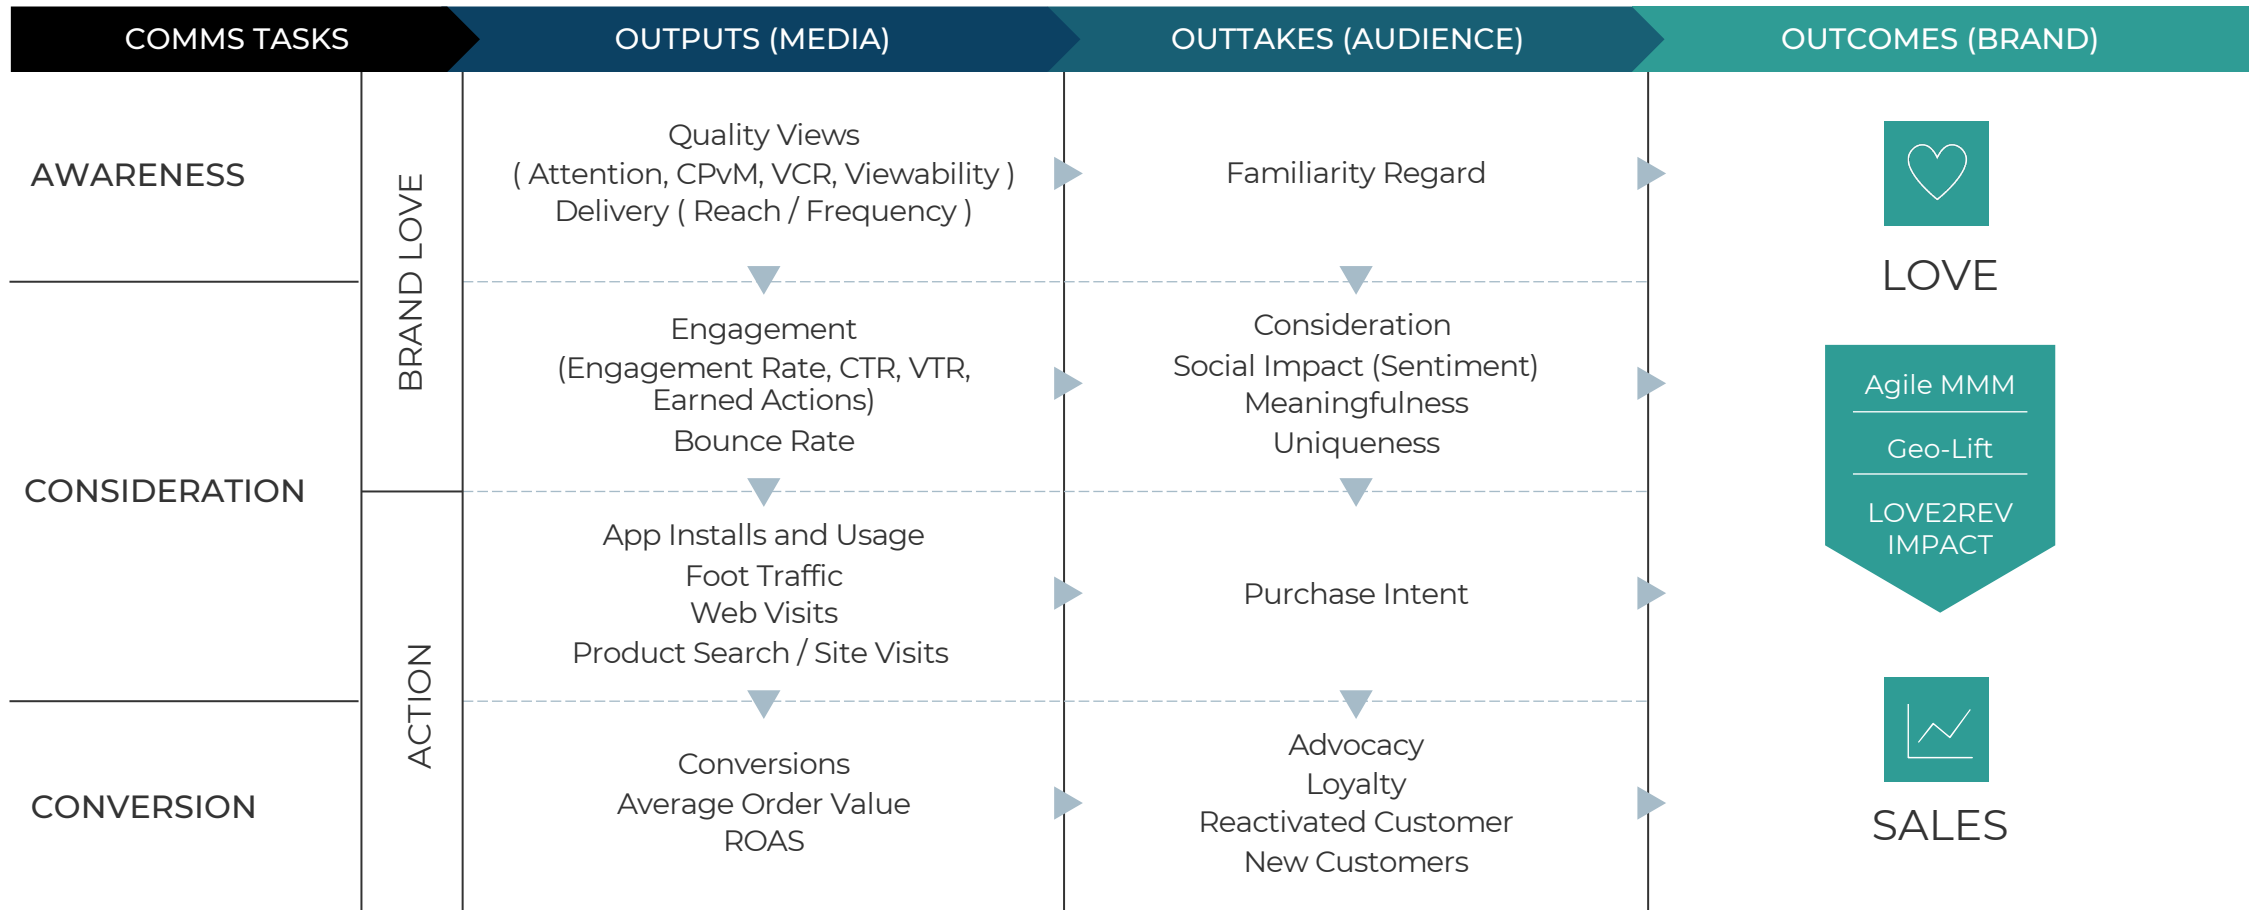 COMMS TASKS
OUTPUTS (MEDIA)
OUTTAKES (AUDIENCE)
OUTCOMES (BRAND)
AWARENESS
BRAND LOVE
Quality Views
( Attention, CPvM, VCR, Viewability )
Delivery ( Reach / Frequency )
Familiarity Regard
LOVE
CONSIDERATION
Engagement
(Engagement Rate, CTR, VTR,
Earned Actions)
Bounce Rate
Consideration
Social Impact (Sentiment)
Meaningfulness
Uniqueness
Agile MMM
Geo-Lift
LOVE2REV
IMPACT
ACTION
App Installs and Usage
Foot Traffic
Web Visits
Product Search / Site Visits
Purchase Intent
CONVERSION
Conversions
Average Order Value
ROAS
Advocacy
Loyalty
Reactivated Customer
New Customers
SALES